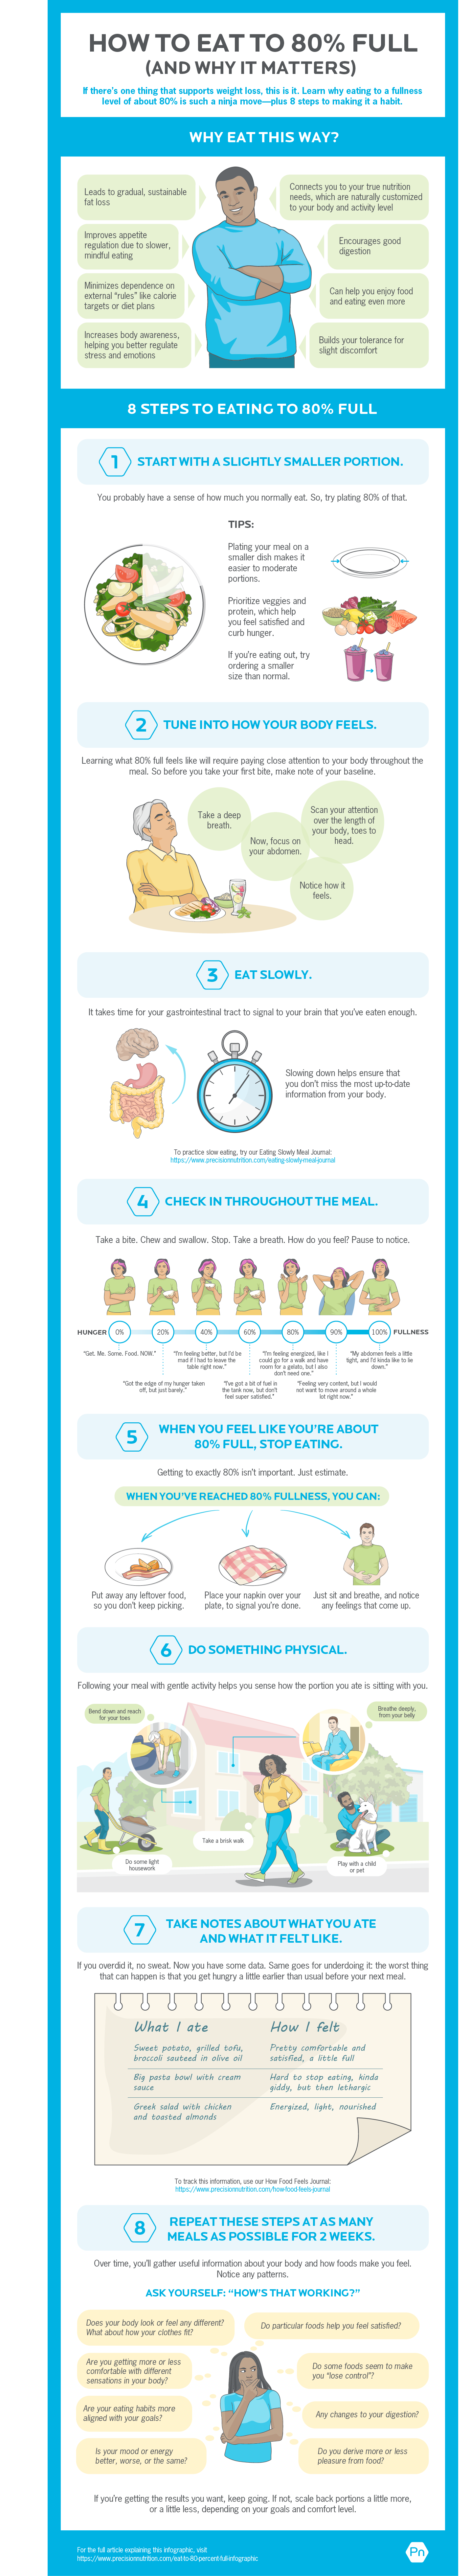 HOW TO EAT TO 80% FULL
(AND WHY IT MATTERS)
If there's one thing that supports weight loss, this is it. Learn why eating to a fullness
level of about 80% is such a ninja move—plus 8 steps to making it a habit.
WHY EAT THIS WAY?
Leads to gradual, sustainable
fat loss
Improves appetite
regulation due to slower,
mindful eating
Minimizes dependence on
external "rules" like calorie
targets or diet plans
Increases body awareness,
helping you better regulate
stress and emotions
Connects you to your true nutrition
needs, which are naturally customized
to your body and activity level
Encourages good
digestion
Can help you enjoy food
and eating even more
Builds your tolerance for
slight discomfort
8 STEPS TO EATING TO 80% FULL
1 START WITH A SLIGHTLY SMALLER PORTION.
You probably have a sense of how much you normally eat. So, try plating 80% of that.
TIPS:
Plating your meal on a
smaller dish makes it
easier to moderate
portions.
Prioritize veggies and
protein, which help
you feel satisfied and
curb hunger.
If you're eating out, try
ordering a smaller
size than normal.
2 TUNE INTO HOW YOUR BODY FEELS.
Learning what 80% full feels like will require paying close attention to your body throughout the
meal. So before you take your first bite, make note of your baseline.
Take a deep
breath.
Now, focus on
your abdomen.
Scan your attention
over the length of
your body, toes to
head.
Notice how it
feels.
3 EAT SLOWLY.
It takes time for your gastrointestinal tract to signal to your brain that you've eaten enough.
Slowing down helps ensure that
you don't miss the most up-to-date
information from your body.
To practice slow eating, try our Eating Slowly Meal Journal:
https://www.precisionnutrition.com/eating-slowly-meal-journal
4 CHECK IN THROUGHOUT THE MEAL.
Take a bite. Chew and swallow. Stop. Take a breath. How do you feel? Pause to notice.
HUNGER 0% 20% 40% 60% 80% 90% 100% FULLNESS
"Get. Me. Some. Food. NOW."
"Got the edge of my hunger taken
off, but just barely."
"I'm feeling better, but I'd be
mad if I had to leave the
table right now."
"I've got a bit of fuel in
the tank now, but don't
feel super satisfied."
"I'm feeling energized, like I
could go for a walk and have
room for a gelato, but I also
don't need one."
"Feeling very content, but I would
not want to move around a whole
lot right now."
"My abdomen feels a little
tight, and I'd kinda like to lie
down."
5 WHEN YOU FEEL LIKE YOU'RE ABOUT
80% FULL, STOP EATING.
Getting to exactly 80% isn't important. Just estimate.
WHEN YOU'VE REACHED 80% FULLNESS, YOU CAN:
Put away any leftover food,
so you don't keep picking.
Place your napkin over your
plate, to signal you're done.
Just sit and breathe, and notice
any feelings that come up.
6 DO SOMETHING PHYSICAL.
Following your meal with gentle activity helps you sense how the portion you ate is sitting with you.
Bend down and reach
for your toes
Breathe deeply,
from your belly
Take a brisk walk
Do some light
housework
Play with a child
or pet
7 TAKE NOTES ABOUT WHAT YOU ATE
AND WHAT IT FELT LIKE.
If you overdid it, no sweat. Now you have some data. Same goes for underdoing it: the worst thing
that can happen is that you get hungry a little earlier than usual before your next meal.
What I ate
How I felt
Sweet potato, grilled tofu,
broccoli sauteed in olive oil
Pretty comfortable and
satisfied, a little full
Big pasta bowl with cream
sauce
Hard to stop eating, kinda
giddy, but then lethargic
Greek salad with chicken
and toasted almonds
Energized, light, nourished
To track this information, use our How Food Feels Journal:
https://www.precisionnutrition.com/how-food-feels-journal
8 REPEAT THESE STEPS AT AS MANY
MEALS AS POSSIBLE FOR 2 WEEKS.
Over time, you'll gather useful information about your body and how foods make you feel.
Notice any patterns.
ASK YOURSELF: "HOW'S THAT WORKING?"
Does your body look or feel any different?
What about how your clothes fit?
Do particular foods help you feel satisfied?
Are you getting more or less
comfortable with different
sensations in your body?
Do some foods seem to make
you "lose control"?
Are your eating habits more
aligned with your goals?
Any changes to your digestion?
Is your mood or energy
better, worse, or the same?
Do you derive more or less
pleasure from food?
If you're getting the results you want, keep going. If not, scale back portions a little more,
or a little less, depending on your goals and comfort level.
For the full article explaining this infographic, visit
https://www.precisionnutrition.com/eat-to-80-percent-full-infographic
Pn